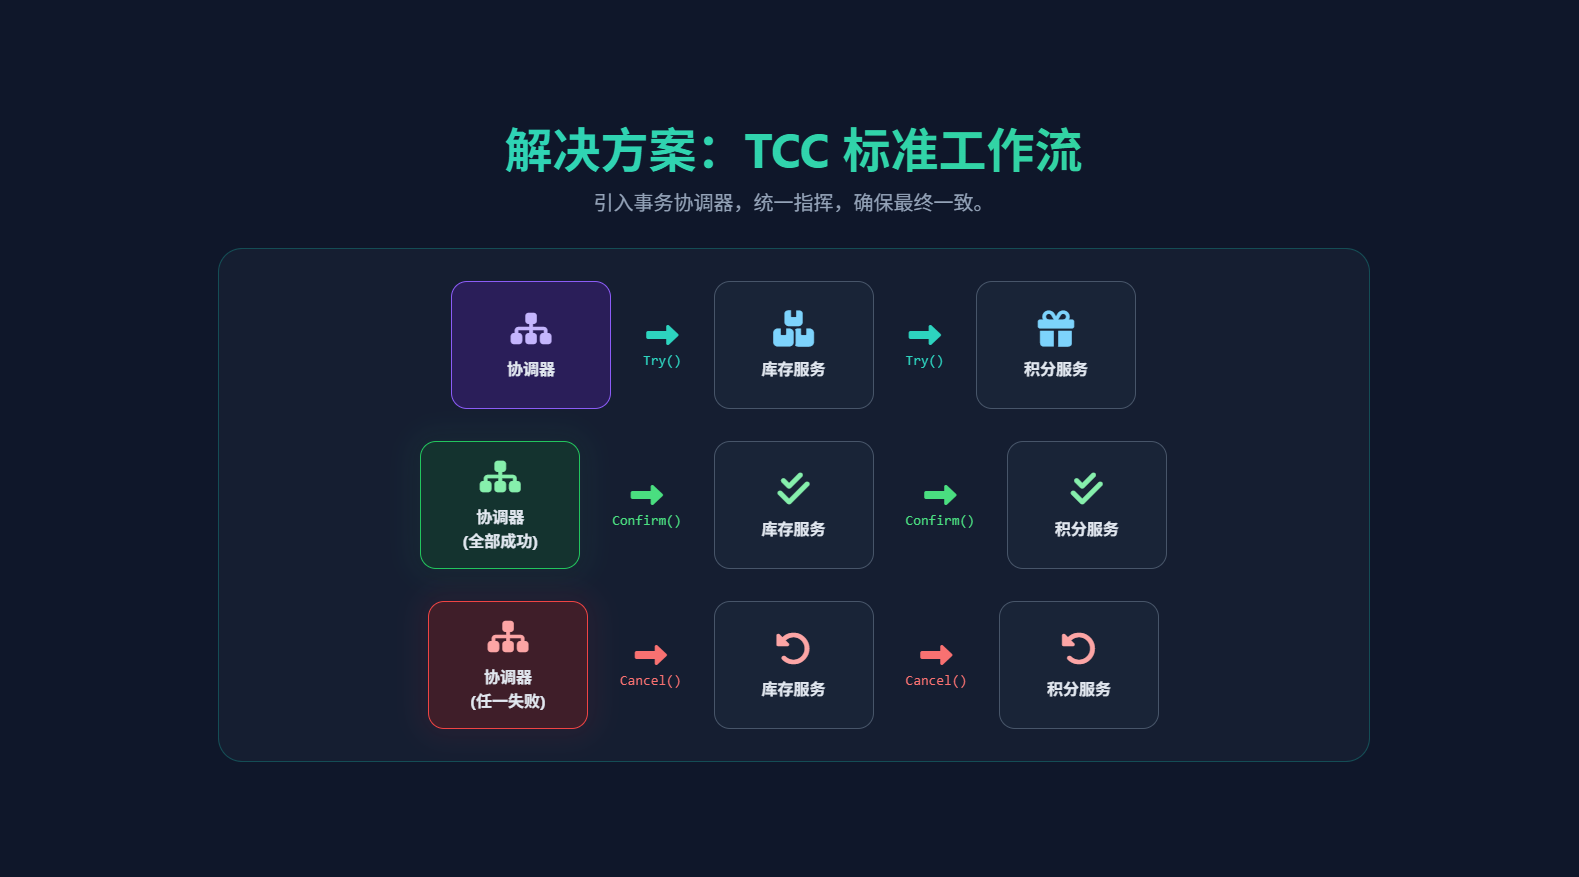 解决方案：TCC 标准工作流
引入事务协调器，统一指挥，确保最终一致。
协调器
Try()
库存服务
Try()
积分服务
协调器
(全部成功)
Confirm()
库存服务
Confirm()
积分服务
协调器
(任一失败)
Cancel()
库存服务
Cancel()
积分服务